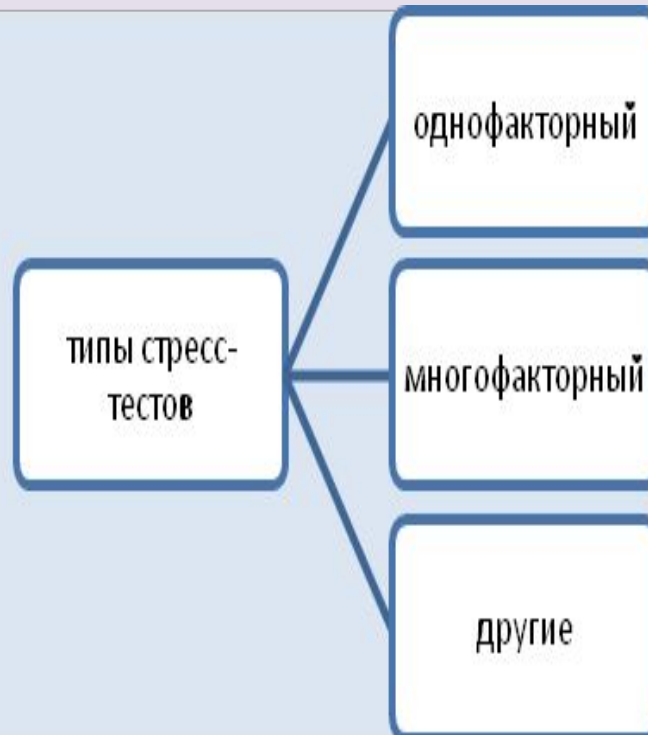 однофакторный
типы стресс-
тестов
многофакторный
другие